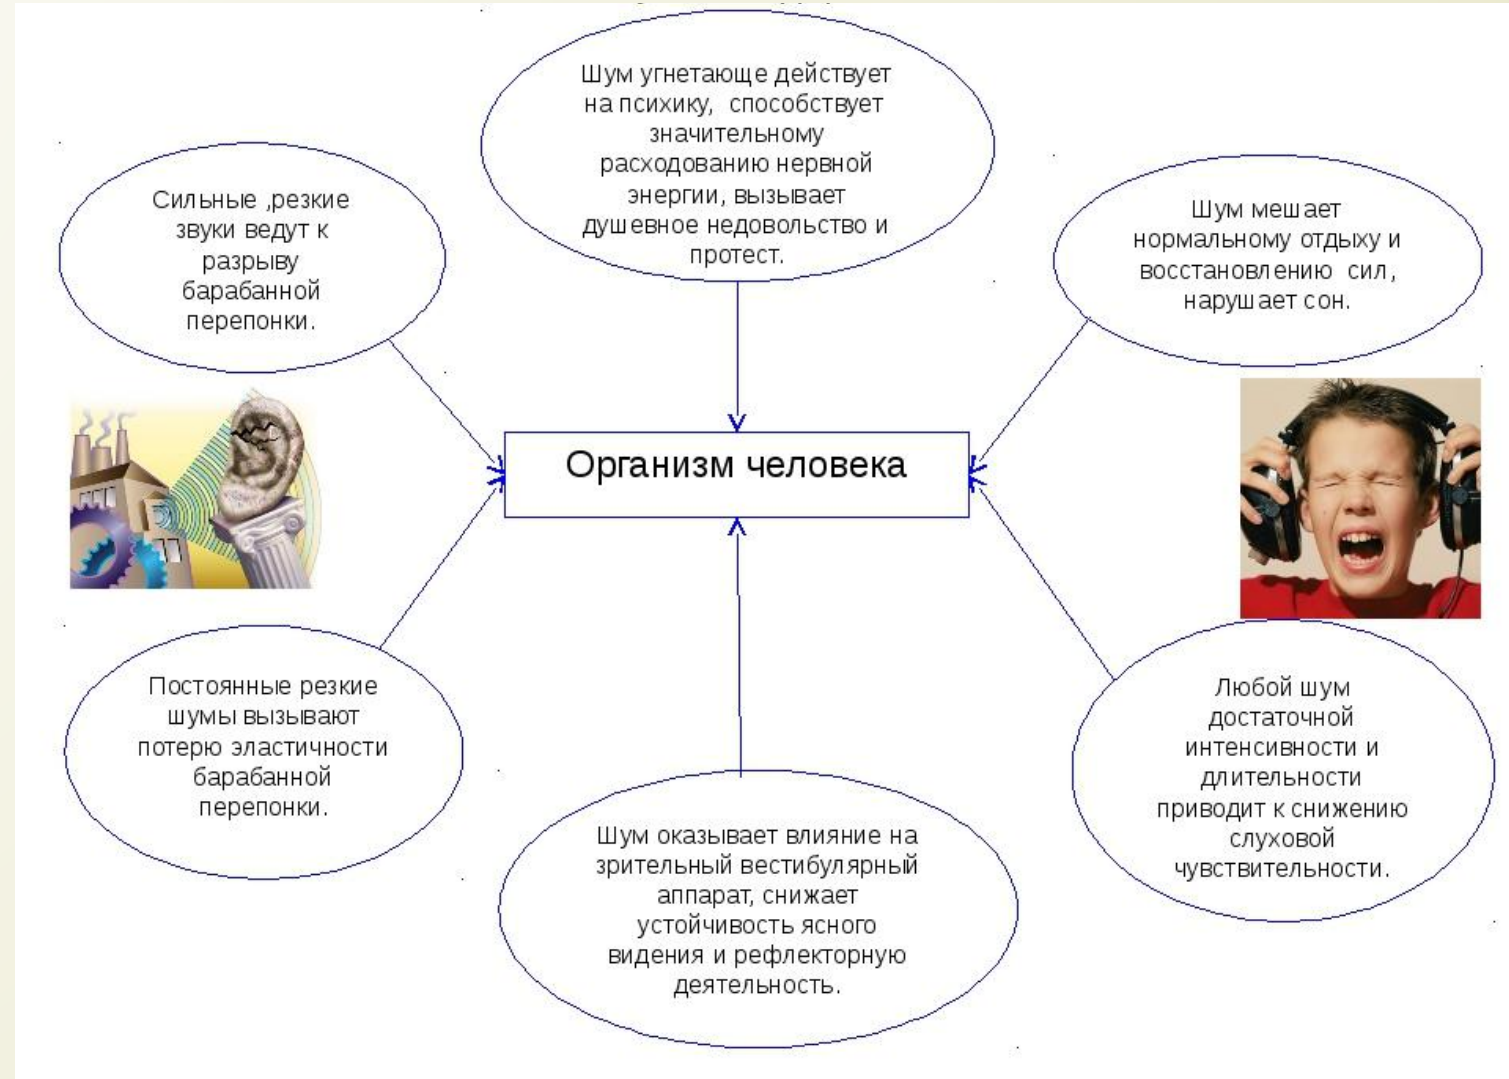 Шум угнетающе действует
на психику, способствует
значительному
расходованию нервной
энергии, вызывает
душевное недовольство и
протест.
Сильные ,резкие
звуки ведут к
разрыву
барабанной
перепонки.
Шум мешает
нормальному отдыху и
восстановлению сил,
нарушает сон.
Организм человека
Постоянные резкие
шумы вызывают
потерю эластичности
барабанной
перепонки.
Любой шум
достаточной
интенсивности и
длительности
приводит к снижению
слуховой
чувствительности.
Шум оказывает влияние на
зрительный вестибулярный
аппарат, снижает
устойчивость ясного
видения и рефлекторную
деятельность.